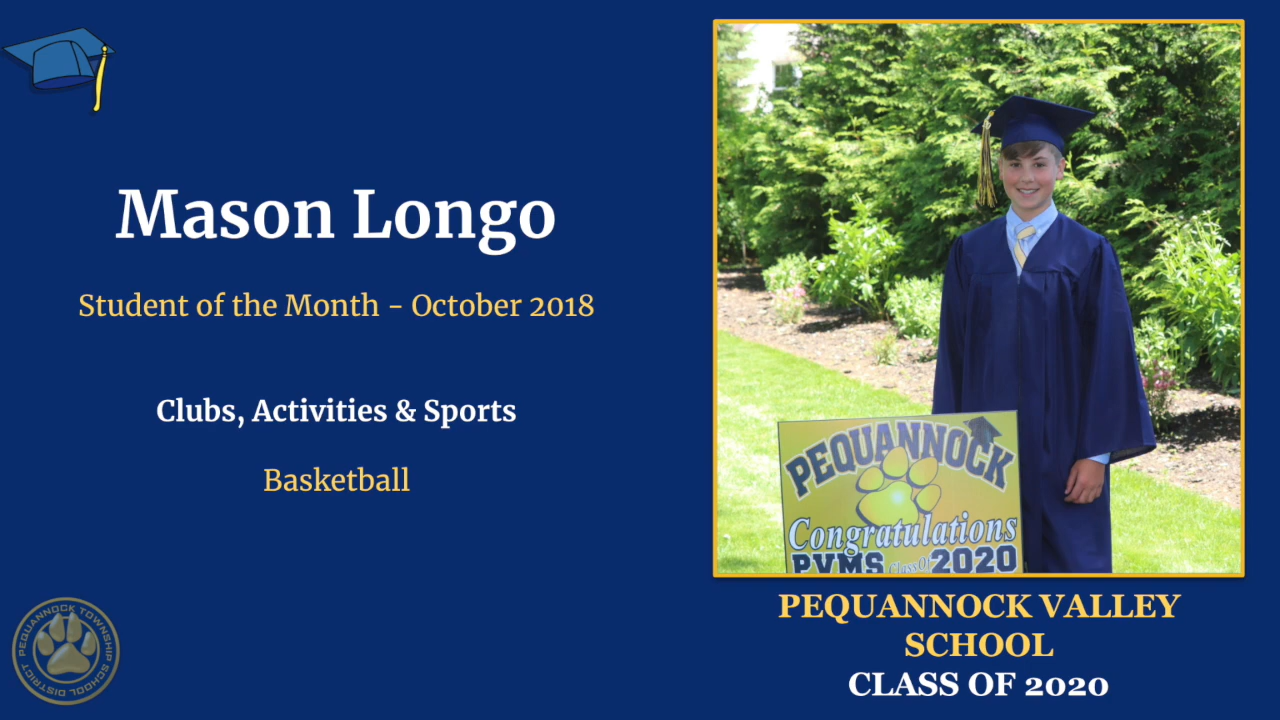 Mason Longo
Student of the Month - October 2018
Clubs, Activities & Sports
Basketball
PEQUANNOCK
Congratulations
PVMS Class Of 2020
PEQUANNOCK VALLEY
SCHOOL
CLASS OF 2020
PEQUANNOCK TOWNSHIP SCHOOL DISTRICT